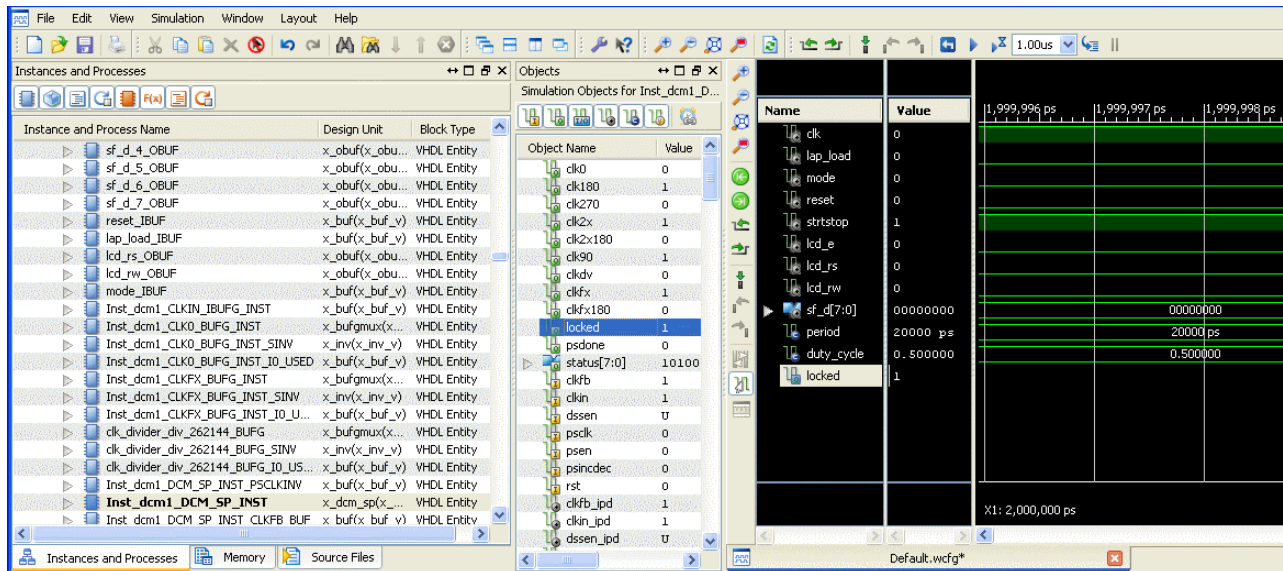 File Edit View Simulation Window Layout Help
1.00us
Instances and Processes
Instance and Process Name Design Unit Block Type
sf_d_4_OBUF x_obuf(x_obu... VHDL Entity
sf_d_5_OBUF x_obuf(x_obu... VHDL Entity
sf_d_6_OBUF x_obuf(x_obu... VHDL Entity
sf_d_7_OBUF x_obuf(x_obu... VHDL Entity
reset_IBUF x_buf(x_buf_v) VHDL Entity
lap_load_IBUF x_buf(x_buf_v) VHDL Entity
lcd_rs_OBUF x_obuf(x_obu... VHDL Entity
lcd_rw_OBUF x_obuf(x_obu... VHDL Entity
mode_IBUF x_buf(x_buf_v) VHDL Entity
Inst_dcm1_CLKIN_IBUFG_INST x_buf(x_buf_v) VHDL Entity
Inst_dcm1_CLK0_BUFG_INST x_bufgmux(x... VHDL Entity
Inst_dcm1_CLK0_BUFG_INST_SINV x_inv(x_inv_v) VHDL Entity
Inst_dcm1_CLK0_BUFG_INST_I0_USED x_buf(x_buf_v) VHDL Entity
Inst_dcm1_CLKFX_BUFG_INST x_bufgmux(x... VHDL Entity
Inst_dcm1_CLKFX_BUFG_INST_SINV x_inv(x_inv_v) VHDL Entity
Inst_dcm1_CLKFX_BUFG_INST_I0_U... x_buf(x_buf_v) VHDL Entity
clk_divider_div_262144_BUFG x_bufgmux(x... VHDL Entity
clk_divider_div_262144_BUFG_SINV x_inv(x_inv_v) VHDL Entity
clk_divider_div_262144_BUFG_I0_US... x_buf(x_buf_v) VHDL Entity
Inst_dcm1_DCM_SP_INST_PSCLKINV x_inv(x_inv_v) VHDL Entity
Inst_dcm1_DCM_SP_INST x_dcm_sp(x_... VHDL Entity
Inst_dcm1_DCM_SP_INST_CLKFB_BUF x_buf(x_buf_v) VHDL Entity
Instances and Processes Memory Source Files
Objects
Simulation Objects for Inst_dcm1_D...
Object Name Value
clk0 0
clk180 1
clk270 0
clk2x 1
clk2x180 0
clk90 1
clkdv 0
clkfx 1
clkfx180 0
locked 1
psdone 0
status[7:0] 10100
clkfb 1
clkin 1
dssen U
psclk 0
psen 0
psincdec 0
rst 0
clkfb_ipd 1
clkin_ipd 1
dssen_ipd U
Name Value
1,999,996 ps 1,999,997 ps 1,999,998 ps
clk 0
lap_load 0
mode 0
reset 0
strtstop 1
lcd_e 0
lcd_rs 0
lcd_rw 0
sf_d[7:0] 00000000 00000000
period 20000 ps 20000 ps
duty_cycle 0.500000 0.500000
locked 1
X1: 2,000,000 ps
Default.wcfg*